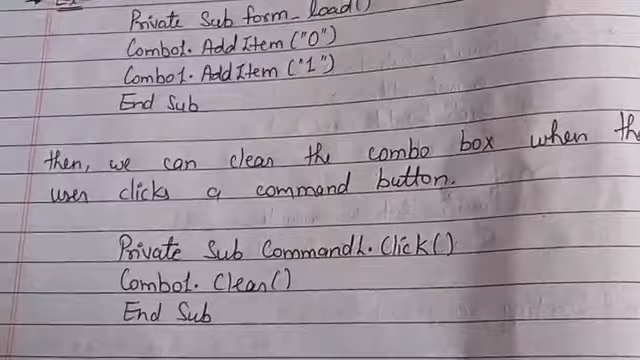 Private Sub form_load()
Combo1. Add Item ("0")
Combo1. Add Item ("1")
End Sub
then, we can clear the combo box when the
user clicks a command button.
Private Sub Command1. Click()
Combo1. Clear()
End Sub